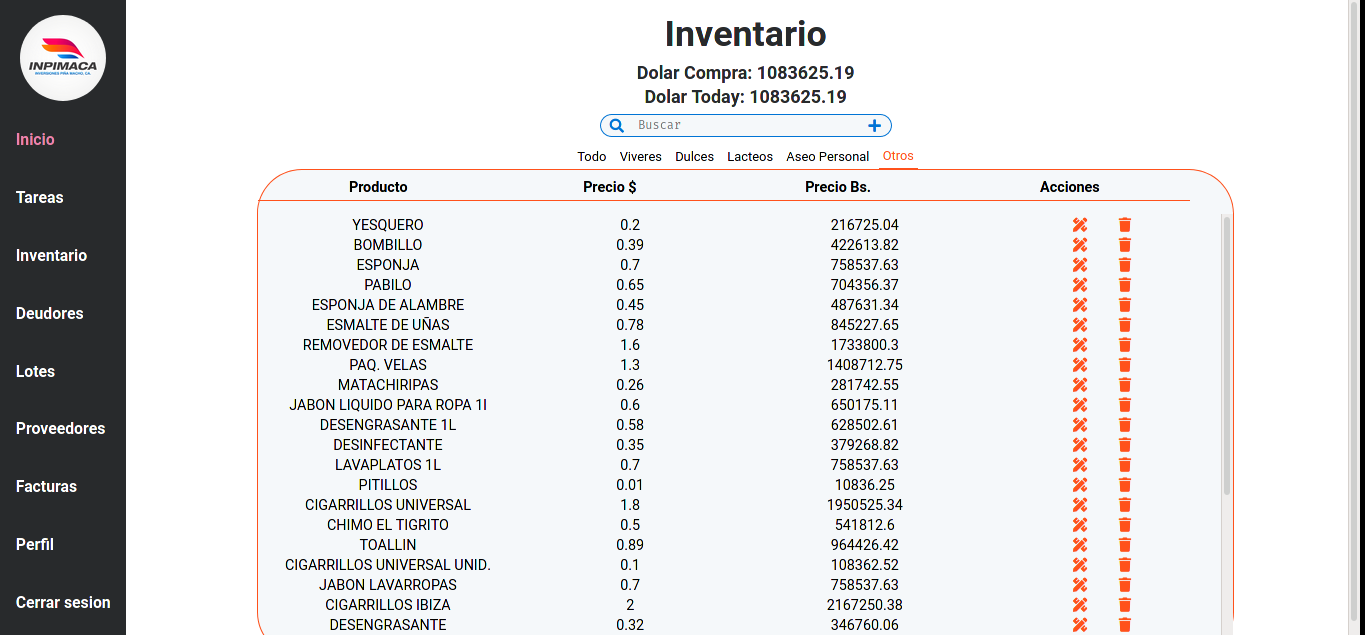 INPIMACA
INVERSIONES PIÑA MACHO, CA.
Inicio
Tareas
Inventario
Deudores
Lotes
Proveedores
Facturas
Perfil
Cerrar sesion
Inventario
Dolar Compra: 1083625.19
Dolar Today: 1083625.19
Buscar
Todo Viveres Dulces Lacteos Aseo Personal Otros
Producto Precio $ Precio Bs. Acciones
YESQUERO 0.2 216725.04
BOMBILLO 0.39 422613.82
ESPONJA 0.7 758537.63
PABILO 0.65 704356.37
ESPONJA DE ALAMBRE 0.45 487631.34
ESMALTE DE UÑAS 0.78 845227.65
REMOVEDOR DE ESMALTE 1.6 1733800.3
PAQ. VELAS 1.3 1408712.75
MATACHIRIPAS 0.26 281742.55
JABON LIQUIDO PARA ROPA 1l 0.6 650175.11
DESENGRASANTE 1L 0.58 628502.61
DESINFECTANTE 0.35 379268.82
LAVAPLATOS 1L 0.7 758537.63
PITILLOS 0.01 10836.25
CIGARRILLOS UNIVERSAL 1.8 1950525.34
CHIMO EL TIGRITO 0.5 541812.6
TOALLIN 0.89 964426.42
CIGARRILLOS UNIVERSAL UNID. 0.1 108362.52
JABON LAVARROPAS 0.7 758537.63
CIGARRILLOS IBIZA 2 2167250.38
DESENGRASANTE 0.32 346760.06